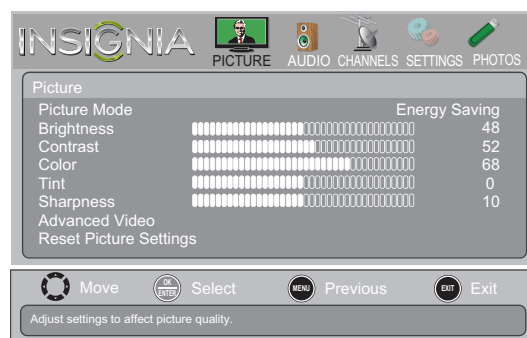 INSIGNIA
PICTURE AUDIO CHANNELS SETTINGS PHOTOS
Picture
Picture Mode Energy Saving
Brightness 48
Contrast 52
Color 68
Tint 0
Sharpness 10
Advanced Video
Reset Picture Settings
Move OK ENTER Select MENU Previous EXIT Exit
Adjust settings to affect picture quality.